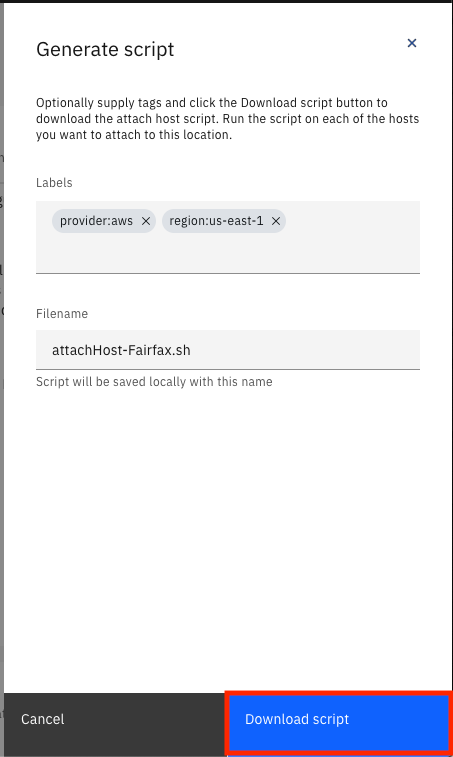 Generate script
Optionally supply tags and click the Download script button to
download the attach host script. Run the script on each of the hosts
you want to attach to this location.
Labels
provider:aws × region:us-east-1 ×
Filename
attachHost-Fairfax.sh
Script will be saved locally with this name
Cancel Download script